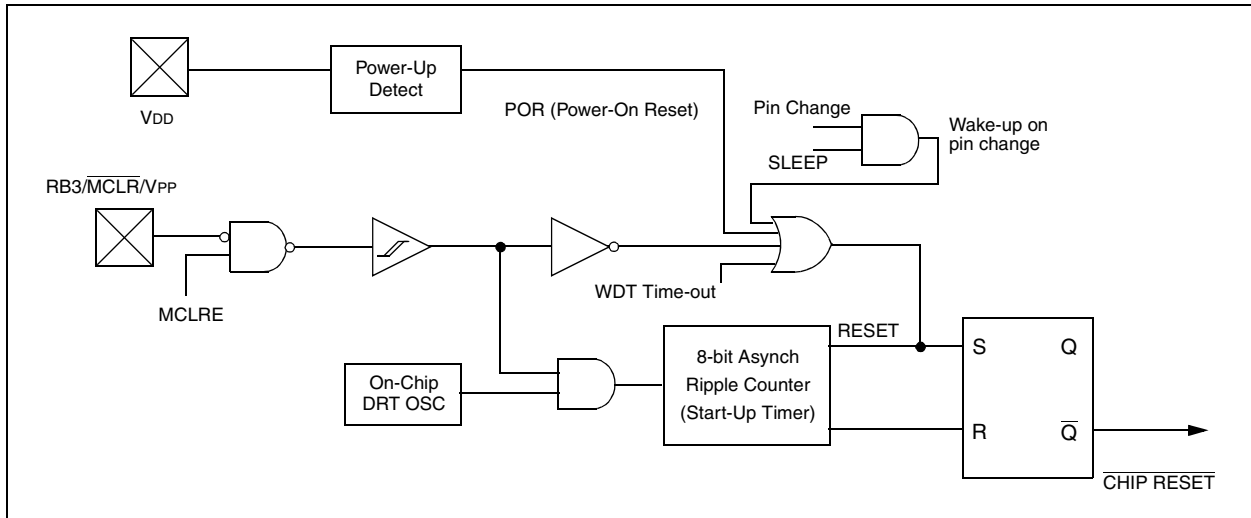 Power-Up
Detect
VDD
POR (Power-On Reset)
Pin Change
SLEEP
Wake-up on
pin change
RB3/MCLR/VPP
MCLRE
WDT Time-out
RESET
On-Chip
DRT OSC
8-bit Asynch
Ripple Counter
(Start-Up Timer)
S
Q
R
Q̅
CHIP RESET